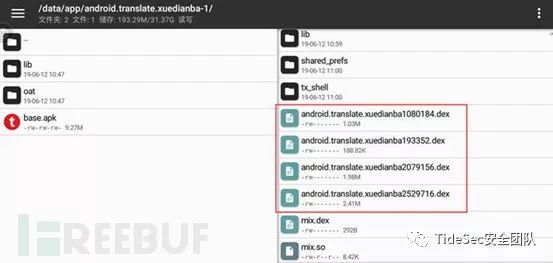 /data/app/android.translate.xuedianba-1/
文件夹: 2 文件: 1 储存: 193.29M/31.37G 读写
..
lib
19-06-12 10:47
oat
19-06-12 10:47
base.apk
-rw-rw-rw- 9.27M
lib
19-06-12 10:59
shared_prefs
19-06-12 11:00
tx_shell
19-06-12 11:00
android.translate.xuedianba1080184.dex
-rw------- 1.03M
android.translate.xuedianba193352.dex
-rw------- 188.82K
android.translate.xuedianba2079156.dex
-rw------- 1.98M
android.translate.xuedianba2529716.dex
-rw------- 2.41M
mix.dex
-rw------- 292B
mix.so
-rw-r--r-- 8.42K
FREEBUF
TideSec安全团队